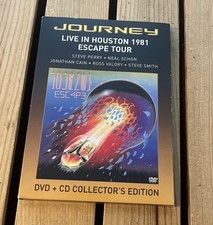 JOURNEY
LIVE IN HOUSTON 1981
ESCAPE TOUR
STEVE PERRY • NEAL SCHON
JONATHAN CAIN • ROSS VALORY • STEVE SMITH
DVD
DVD + CD COLLECTOR'S EDITION